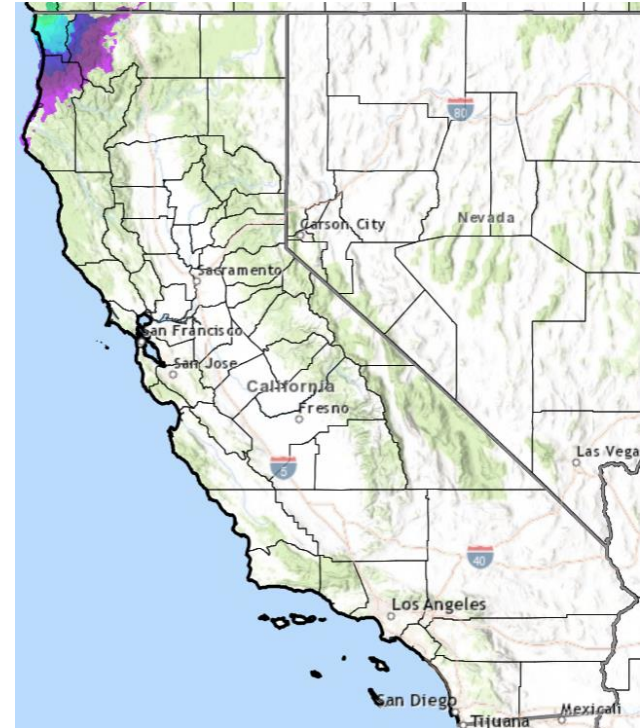 80
Carson City
Nevada
Sacramento
San Francisco
San Jose
California
Fresno
5
Las Vega
40
Los Angeles
San Diego
Tijuana
Mexicali